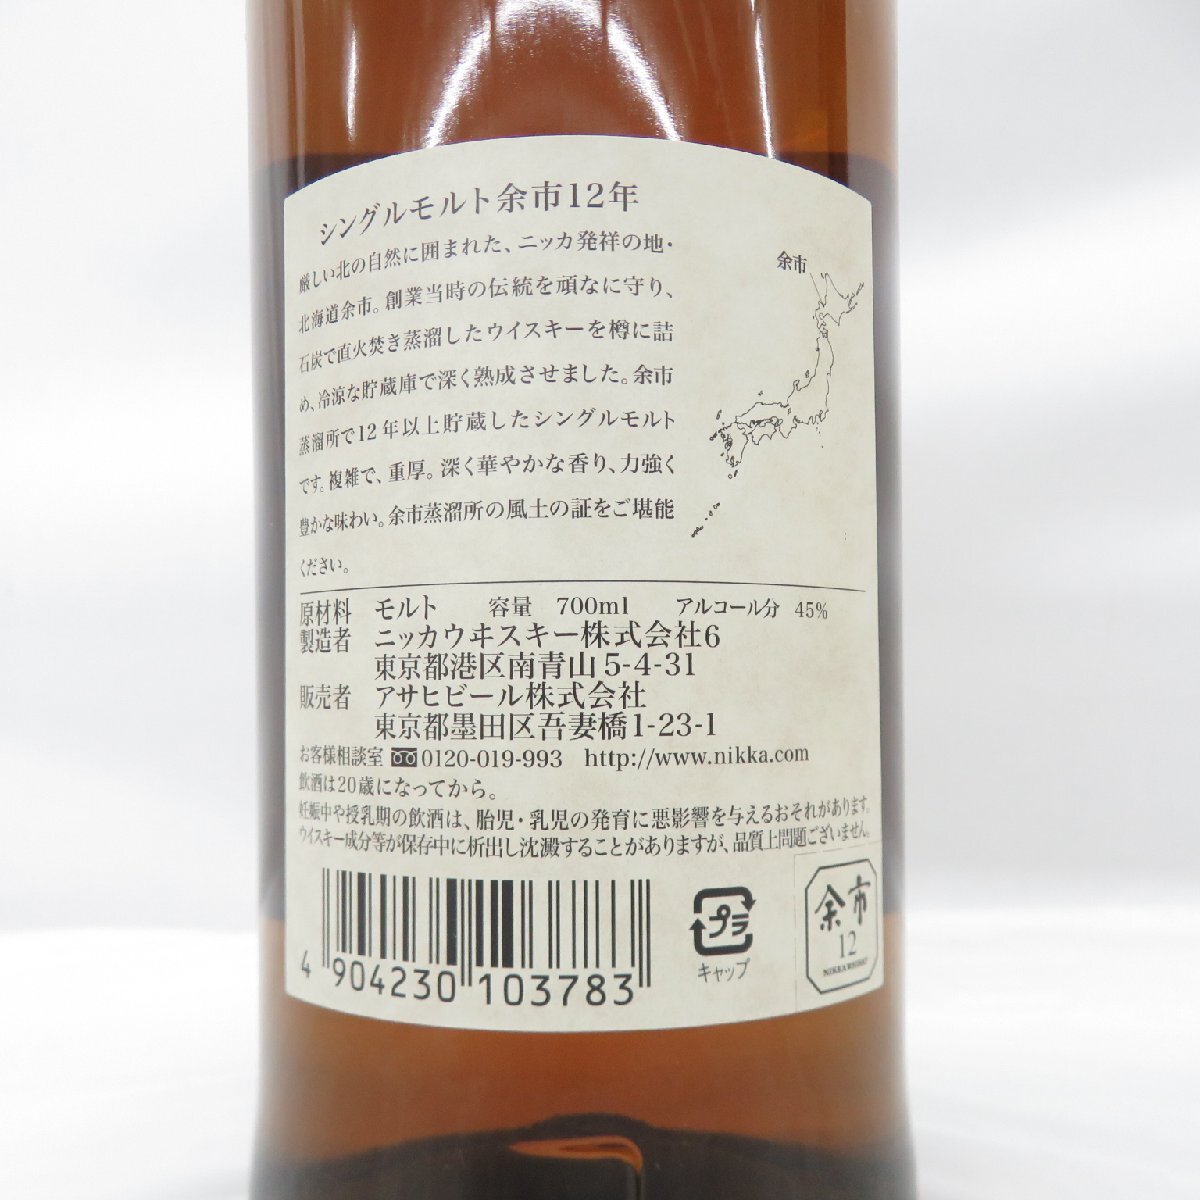 シングルモルト余市12年
厳しい北の自然に囲まれた、ニッカ発祥の地・
北海道余市。創業当時の伝統を頑なに守り、
石炭で直火焚き蒸溜したウイスキーを樽に詰
め、冷涼な貯蔵庫で深く熟成させました。余市
蒸溜所で12年以上貯蔵したシングルモルト
です。複雑で、重厚。深く華やかな香り、力強く
豊かな味わい。余市蒸溜所の風土の証をご堪能
ください。
余市
原材料 モルト 容量 700ml アルコール分 45%
製造者 ニッカウヰスキー株式会社6
東京都港区南青山5-4-31
販売者 アサヒビール株式会社
東京都墨田区吾妻橋1-23-1
お客様相談室 0120-019-993 http://www.nikka.com
飲酒は20歳になってから。
妊娠中や授乳期の飲酒は、胎児・乳児の発育に悪影響を与えるおそれがあります。
ウイスキー成分等が保存中に析出し沈澱することがありますが、品質上問題ございません。
4 904230 103783
プラ
キャップ
余市
12
NIKKA WHISKY